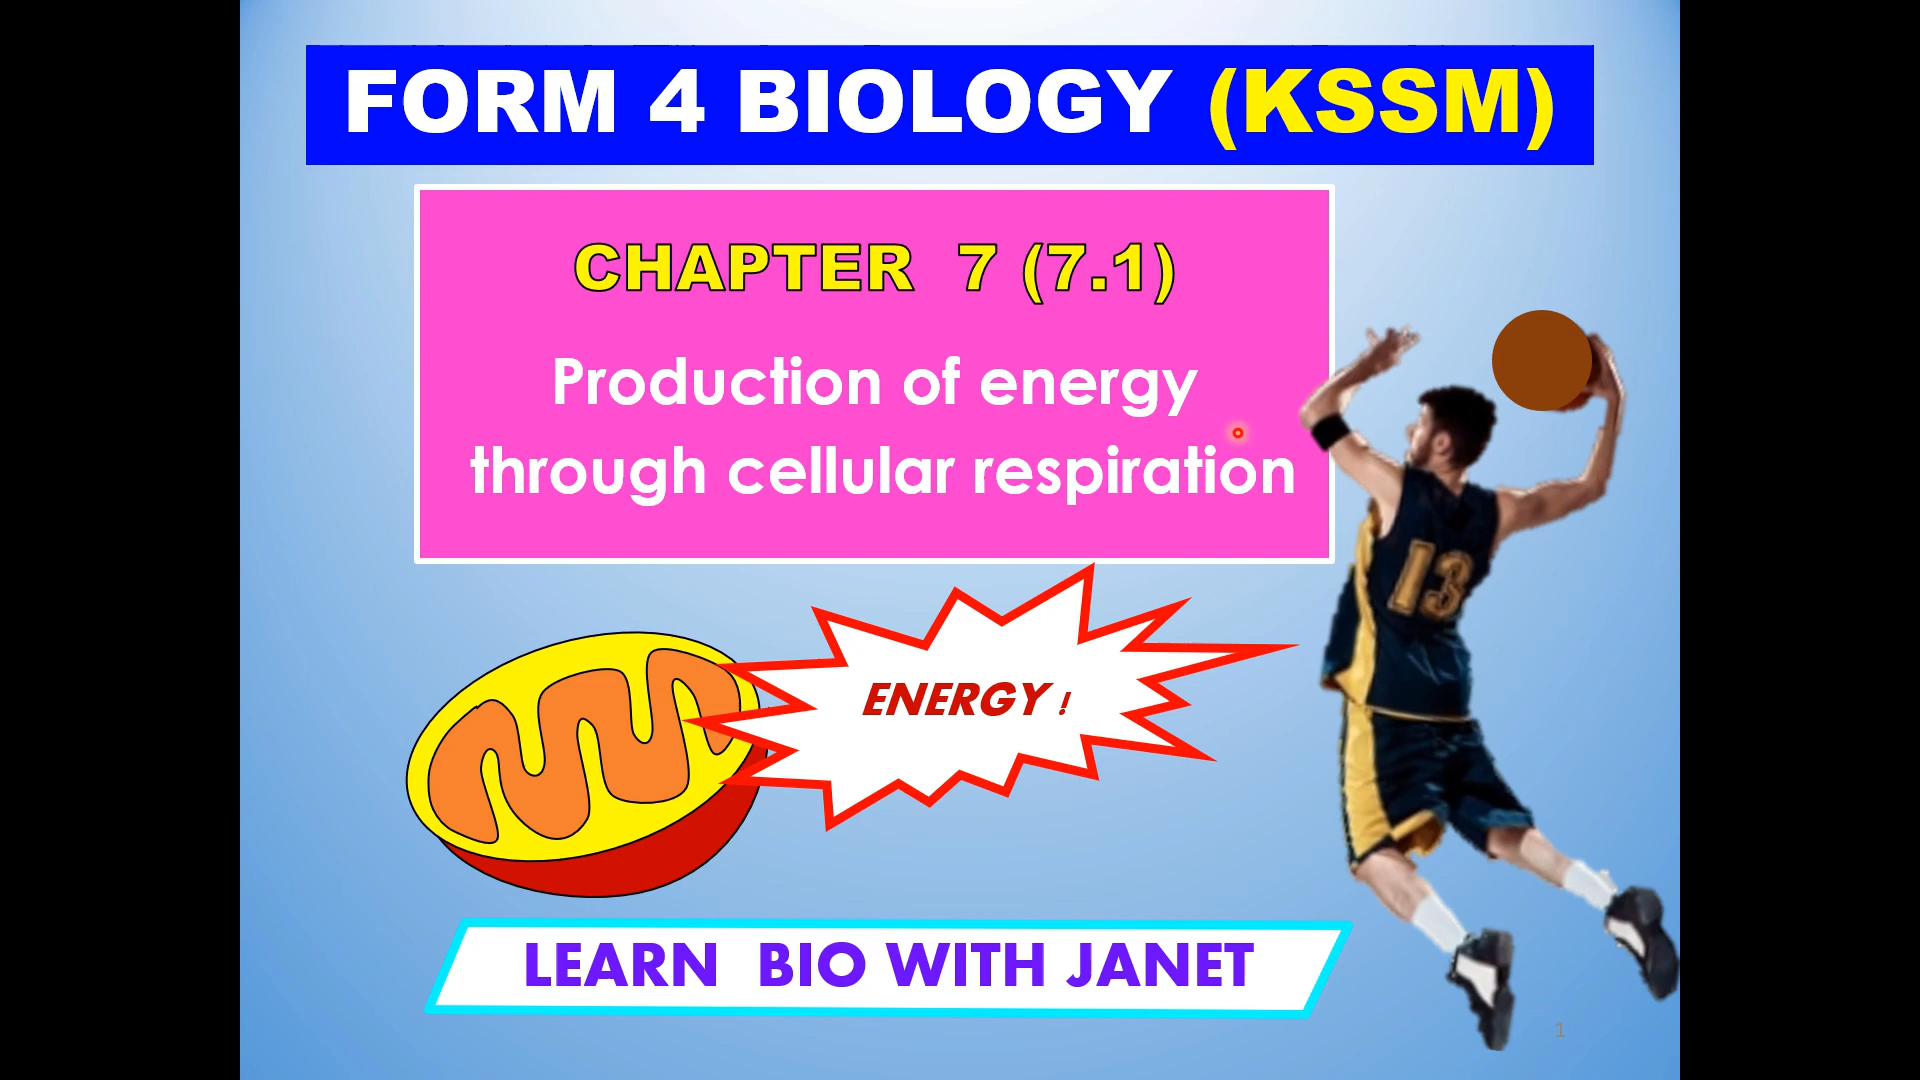 FORM 4 BIOLOGY (KSSM)
CHAPTER 7 (7.1)
Production of energy
through cellular respiration
13
ENERGY !
LEARN BIO WITH JANET
1